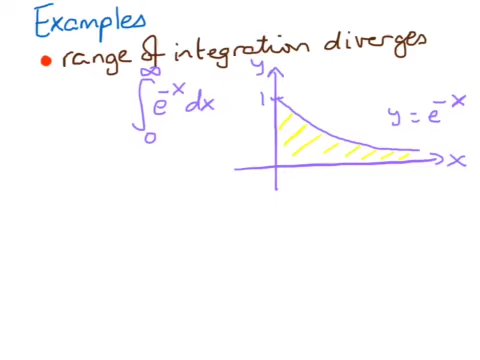 Examples
• range of integration diverges
∫₀^∞ e^-x dx
y
1
y = e^-x
x